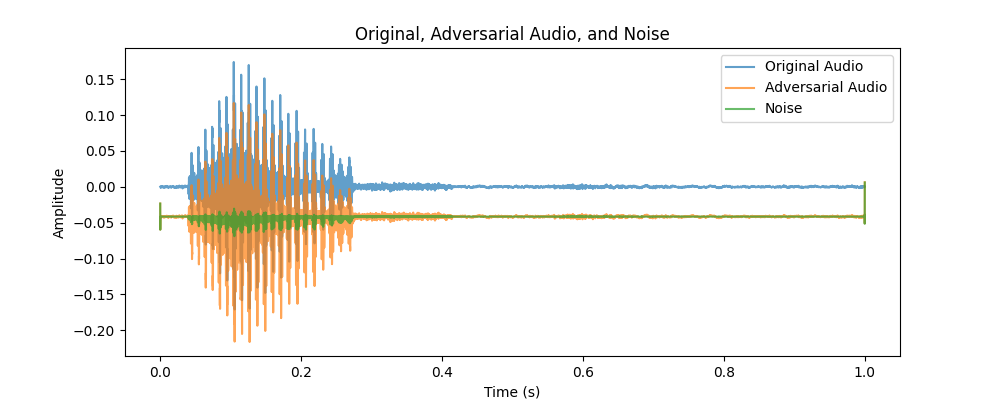 Original, Adversarial Audio, and Noise
Original Audio
Adversarial Audio
Noise
0.15
0.10
0.05
0.00
−0.05
−0.10
−0.15
−0.20
Amplitude
0.0 0.2 0.4 0.6 0.8 1.0
Time (s)